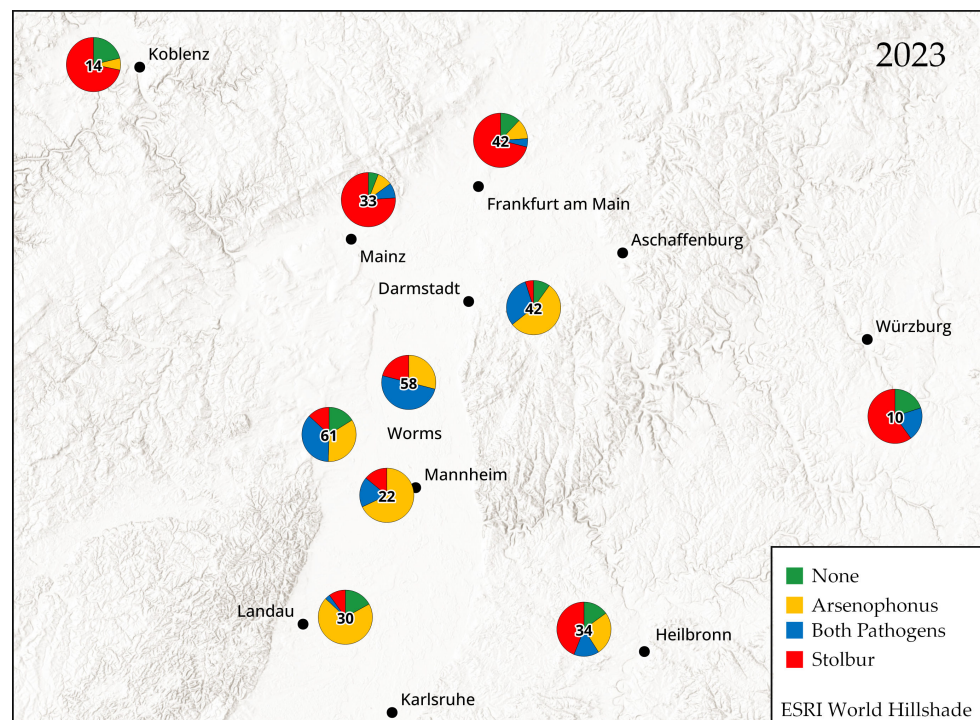 2023
Koblenz
14
42
Frankfurt am Main
33
Mainz
Aschaffenburg
Darmstadt
42
Würzburg
58
10
61
Worms
Mannheim
22
Landau
30
34
Heilbronn
Karlsruhe
None
Arsenophonus
Both Pathogens
Stolbur
ESRI World Hillshade